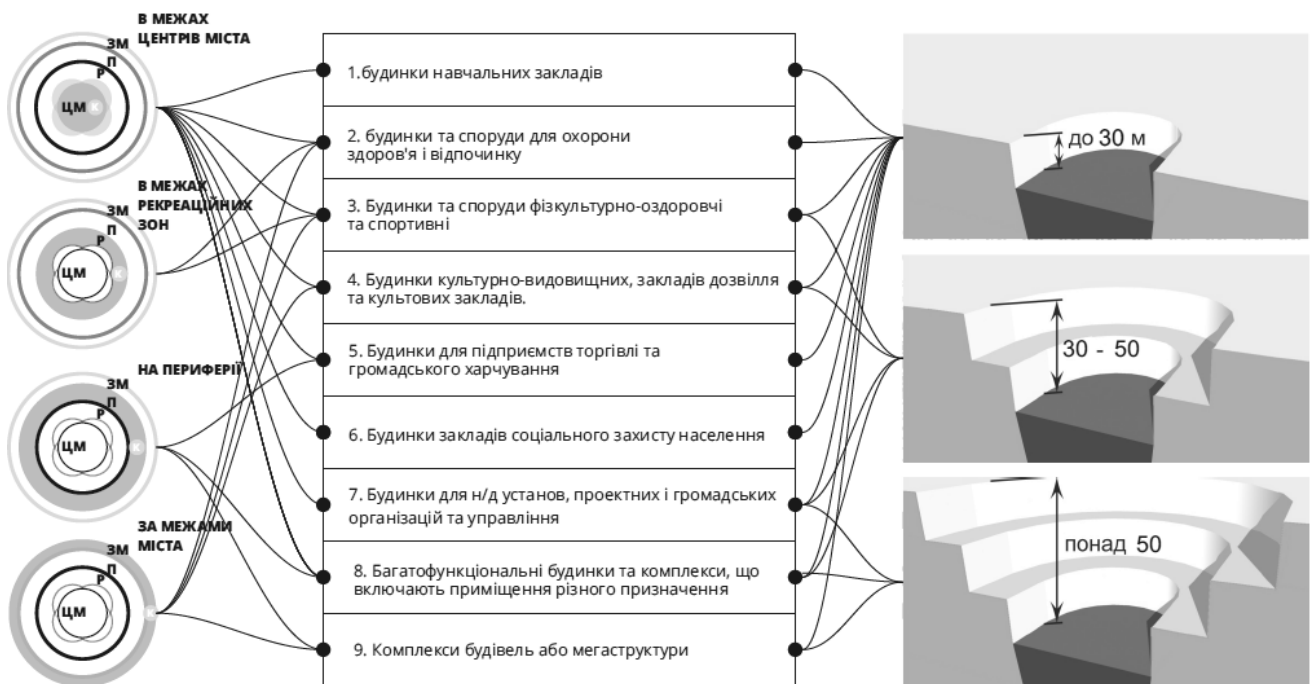 В МЕЖАХ
ЦЕНТРІВ МІСТА
ЗМ
П
Р
ЦМ
К
В МЕЖАХ
РЕКРЕАЦІЙНИХ
ЗОН
ЗМ
П
Р
ЦМ
К
НА ПЕРИФЕРІЇ
ЗМ
П
Р
ЦМ
К
ЗА МЕЖАМИ
МІСТА
ЗМ
П
Р
ЦМ
К
1.будинки навчальних закладів
2. будинки та споруди для охорони
здоров'я і відпочинку
3. Будинки та споруди фізкультурно-оздоровчі
та спортивні
4. Будинки культурно-видовищних, закладів дозвілля
та культових закладів.
5. Будинки для підприємств торгівлі та
громадського харчування
6. Будинки закладів соціального захисту населення
7. Будинки для н/д установ, проектних і громадських
організацій та управління
8. Багатофункціональні будинки та комплекси, що
включають приміщення різного призначення
9. Комплекси будівель або мегаструктури
до 30 м
30 - 50
понад 50